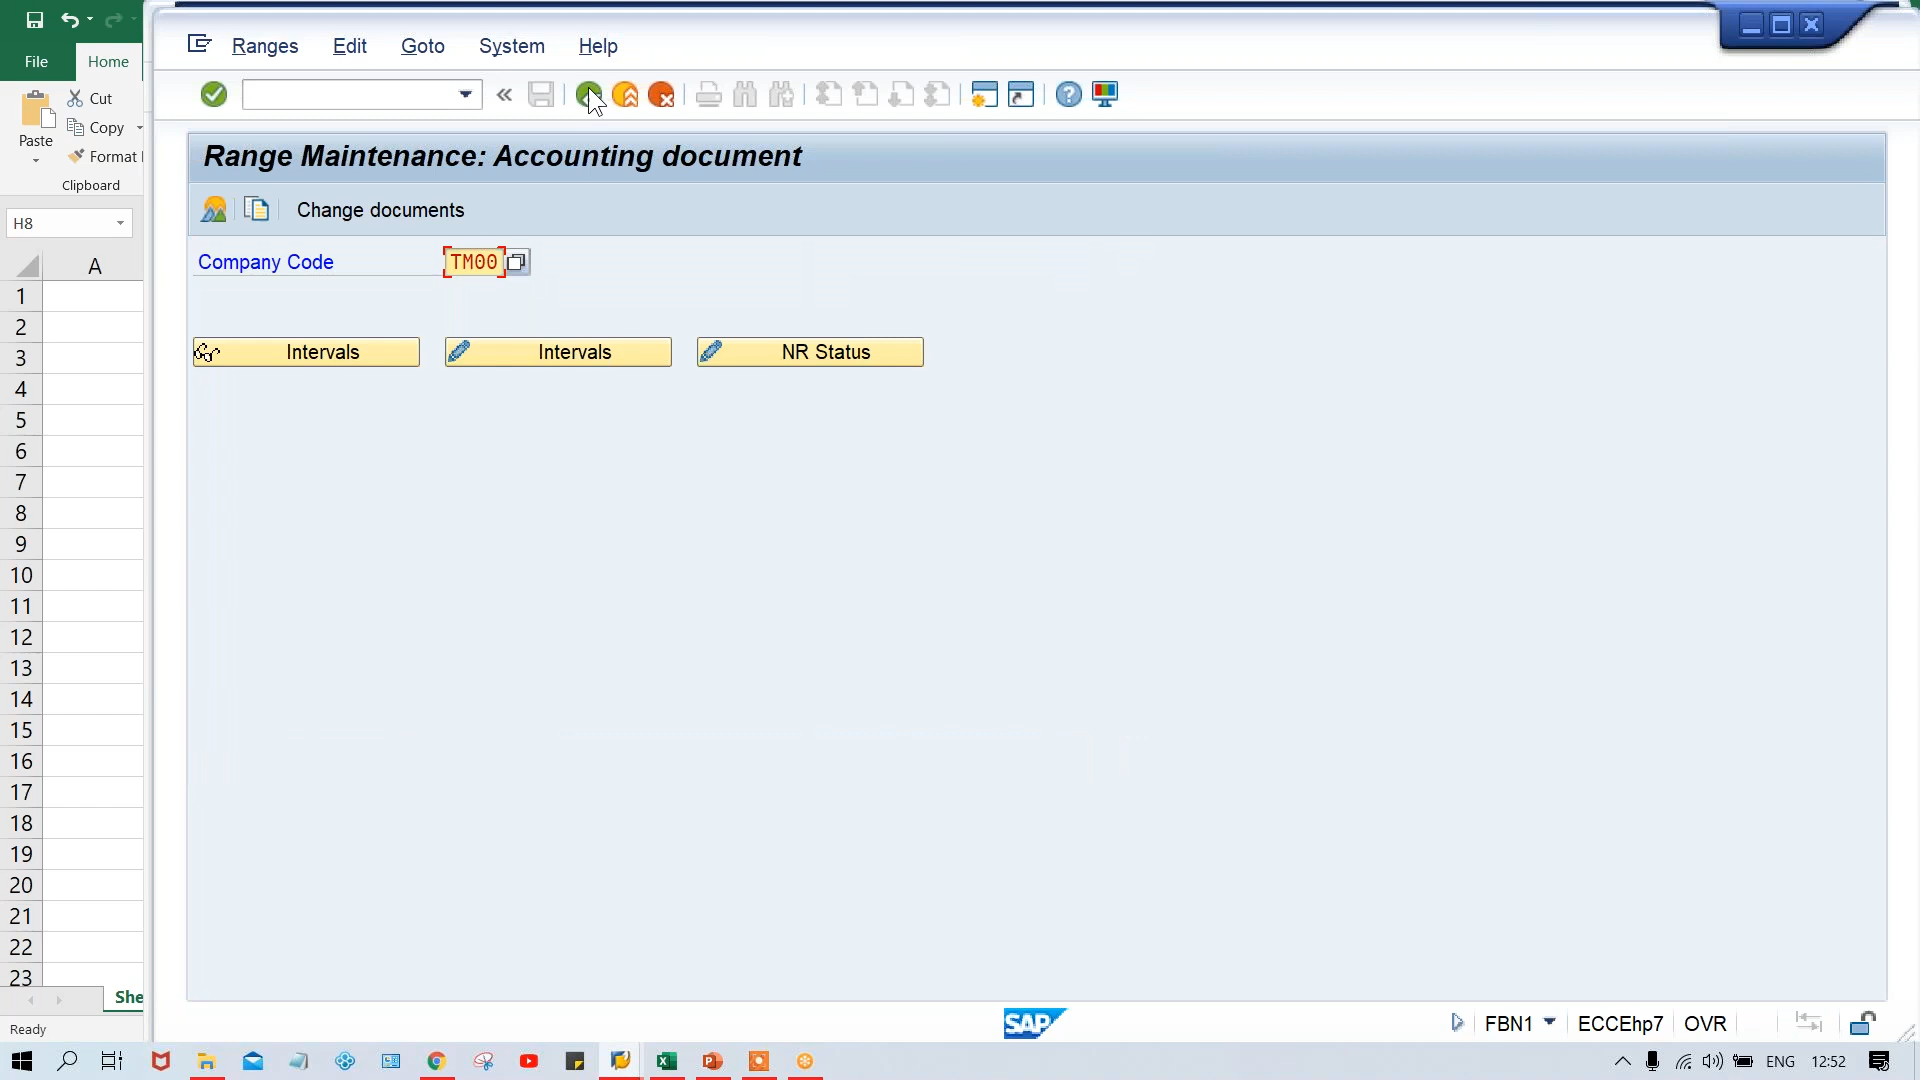 File
Home
Cut
Copy
Paste
Format
Clipboard
H8
A
1
2
3
4
5
6
7
8
9
10
11
12
13
14
15
16
17
18
19
20
21
22
23
She
Ready
Ranges Edit Goto System Help
Range Maintenance: Accounting document
Change documents
Company Code TM00
Intervals Intervals NR Status
SAP
FBN1 ECCEhp7 OVR
ENG 12:52